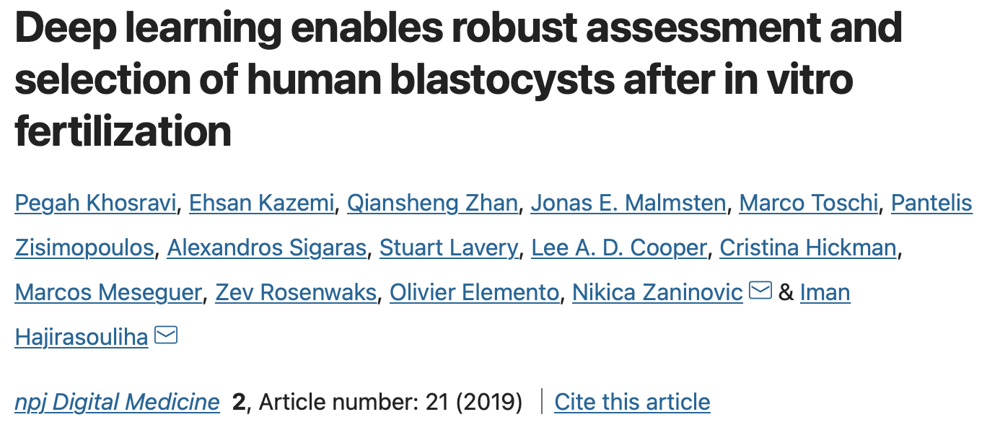 Deep learning enables robust assessment and
selection of human blastocysts after in vitro
fertilization
Pegah Khosravi, Ehsan Kazemi, Qiansheng Zhan, Jonas E. Malmsten, Marco Toschi, Pantelis
Zisimopoulos, Alexandros Sigaras, Stuart Lavery, Lee A. D. Cooper, Cristina Hickman,
Marcos Meseguer, Zev Rosenwaks, Olivier Elemento, Nikica Zaninovic & Iman
Hajirasouliha
npj Digital Medicine 2, Article number: 21 (2019) | Cite this article